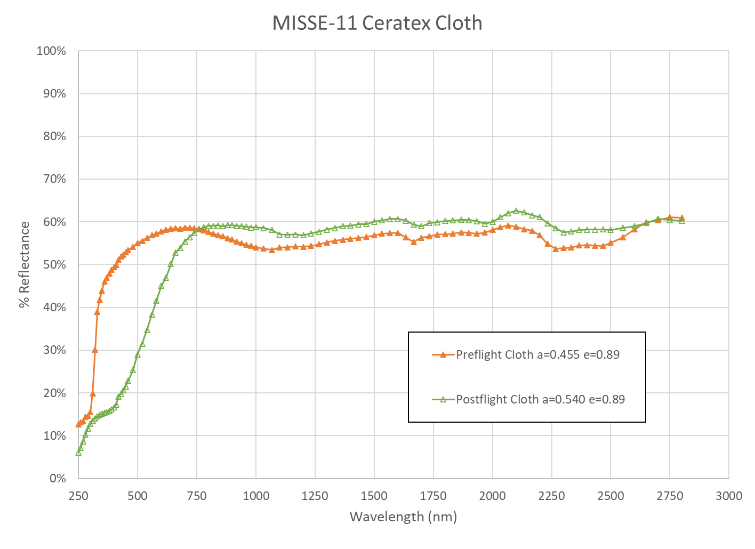 MISSE-11 Ceratex Cloth
100%
90%
80%
70%
60%
50%
40%
30%
20%
10%
0%
% Reflectance
Preflight Cloth a=0.455 e=0.89
Postflight Cloth a=0.540 e=0.89
250 500 750 1000 1250 1500 1750 2000 2250 2500 2750 3000
Wavelength (nm)